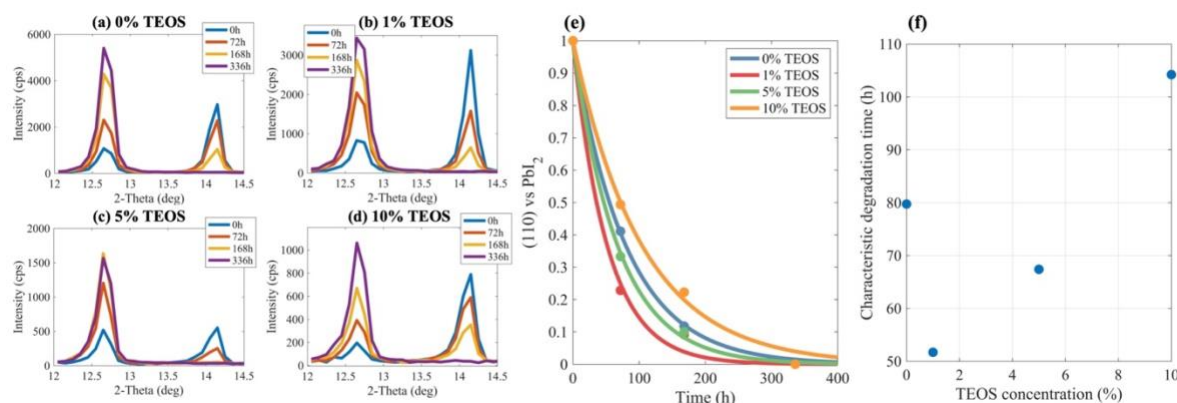 (a) 0% TEOS
6000
4000
2000
0
Intensity (cps)
12 12.5 13 13.5 14 14.5
2-Theta (deg)
0h
72h
168h
336h
(b) 1% TEOS
3000
2000
1000
0
Intensity (cps)
12 12.5 13 13.5 14 14.5
2-Theta (deg)
0h
72h
168h
336h
(c) 5% TEOS
2000
1500
1000
500
0
Intensity (cps)
12 12.5 13 13.5 14 14.5
2-Theta (deg)
0h
72h
168h
336h
(d) 10% TEOS
1000
800
600
400
200
0
Intensity (cps)
12 12.5 13 13.5 14 14.5
2-Theta (deg)
0h
72h
168h
336h
(e)
1
0.9
0.8
0.7
0.6
0.5
0.4
0.3
0.2
0.1
0
(110) vs PbI₂
0 100 200 300 400
Time (h)
0% TEOS
1% TEOS
5% TEOS
10% TEOS
(f)
110
100
90
80
70
60
50
Characteristic degradation time (h)
0 2 4 6 8 10
TEOS concentration (%)